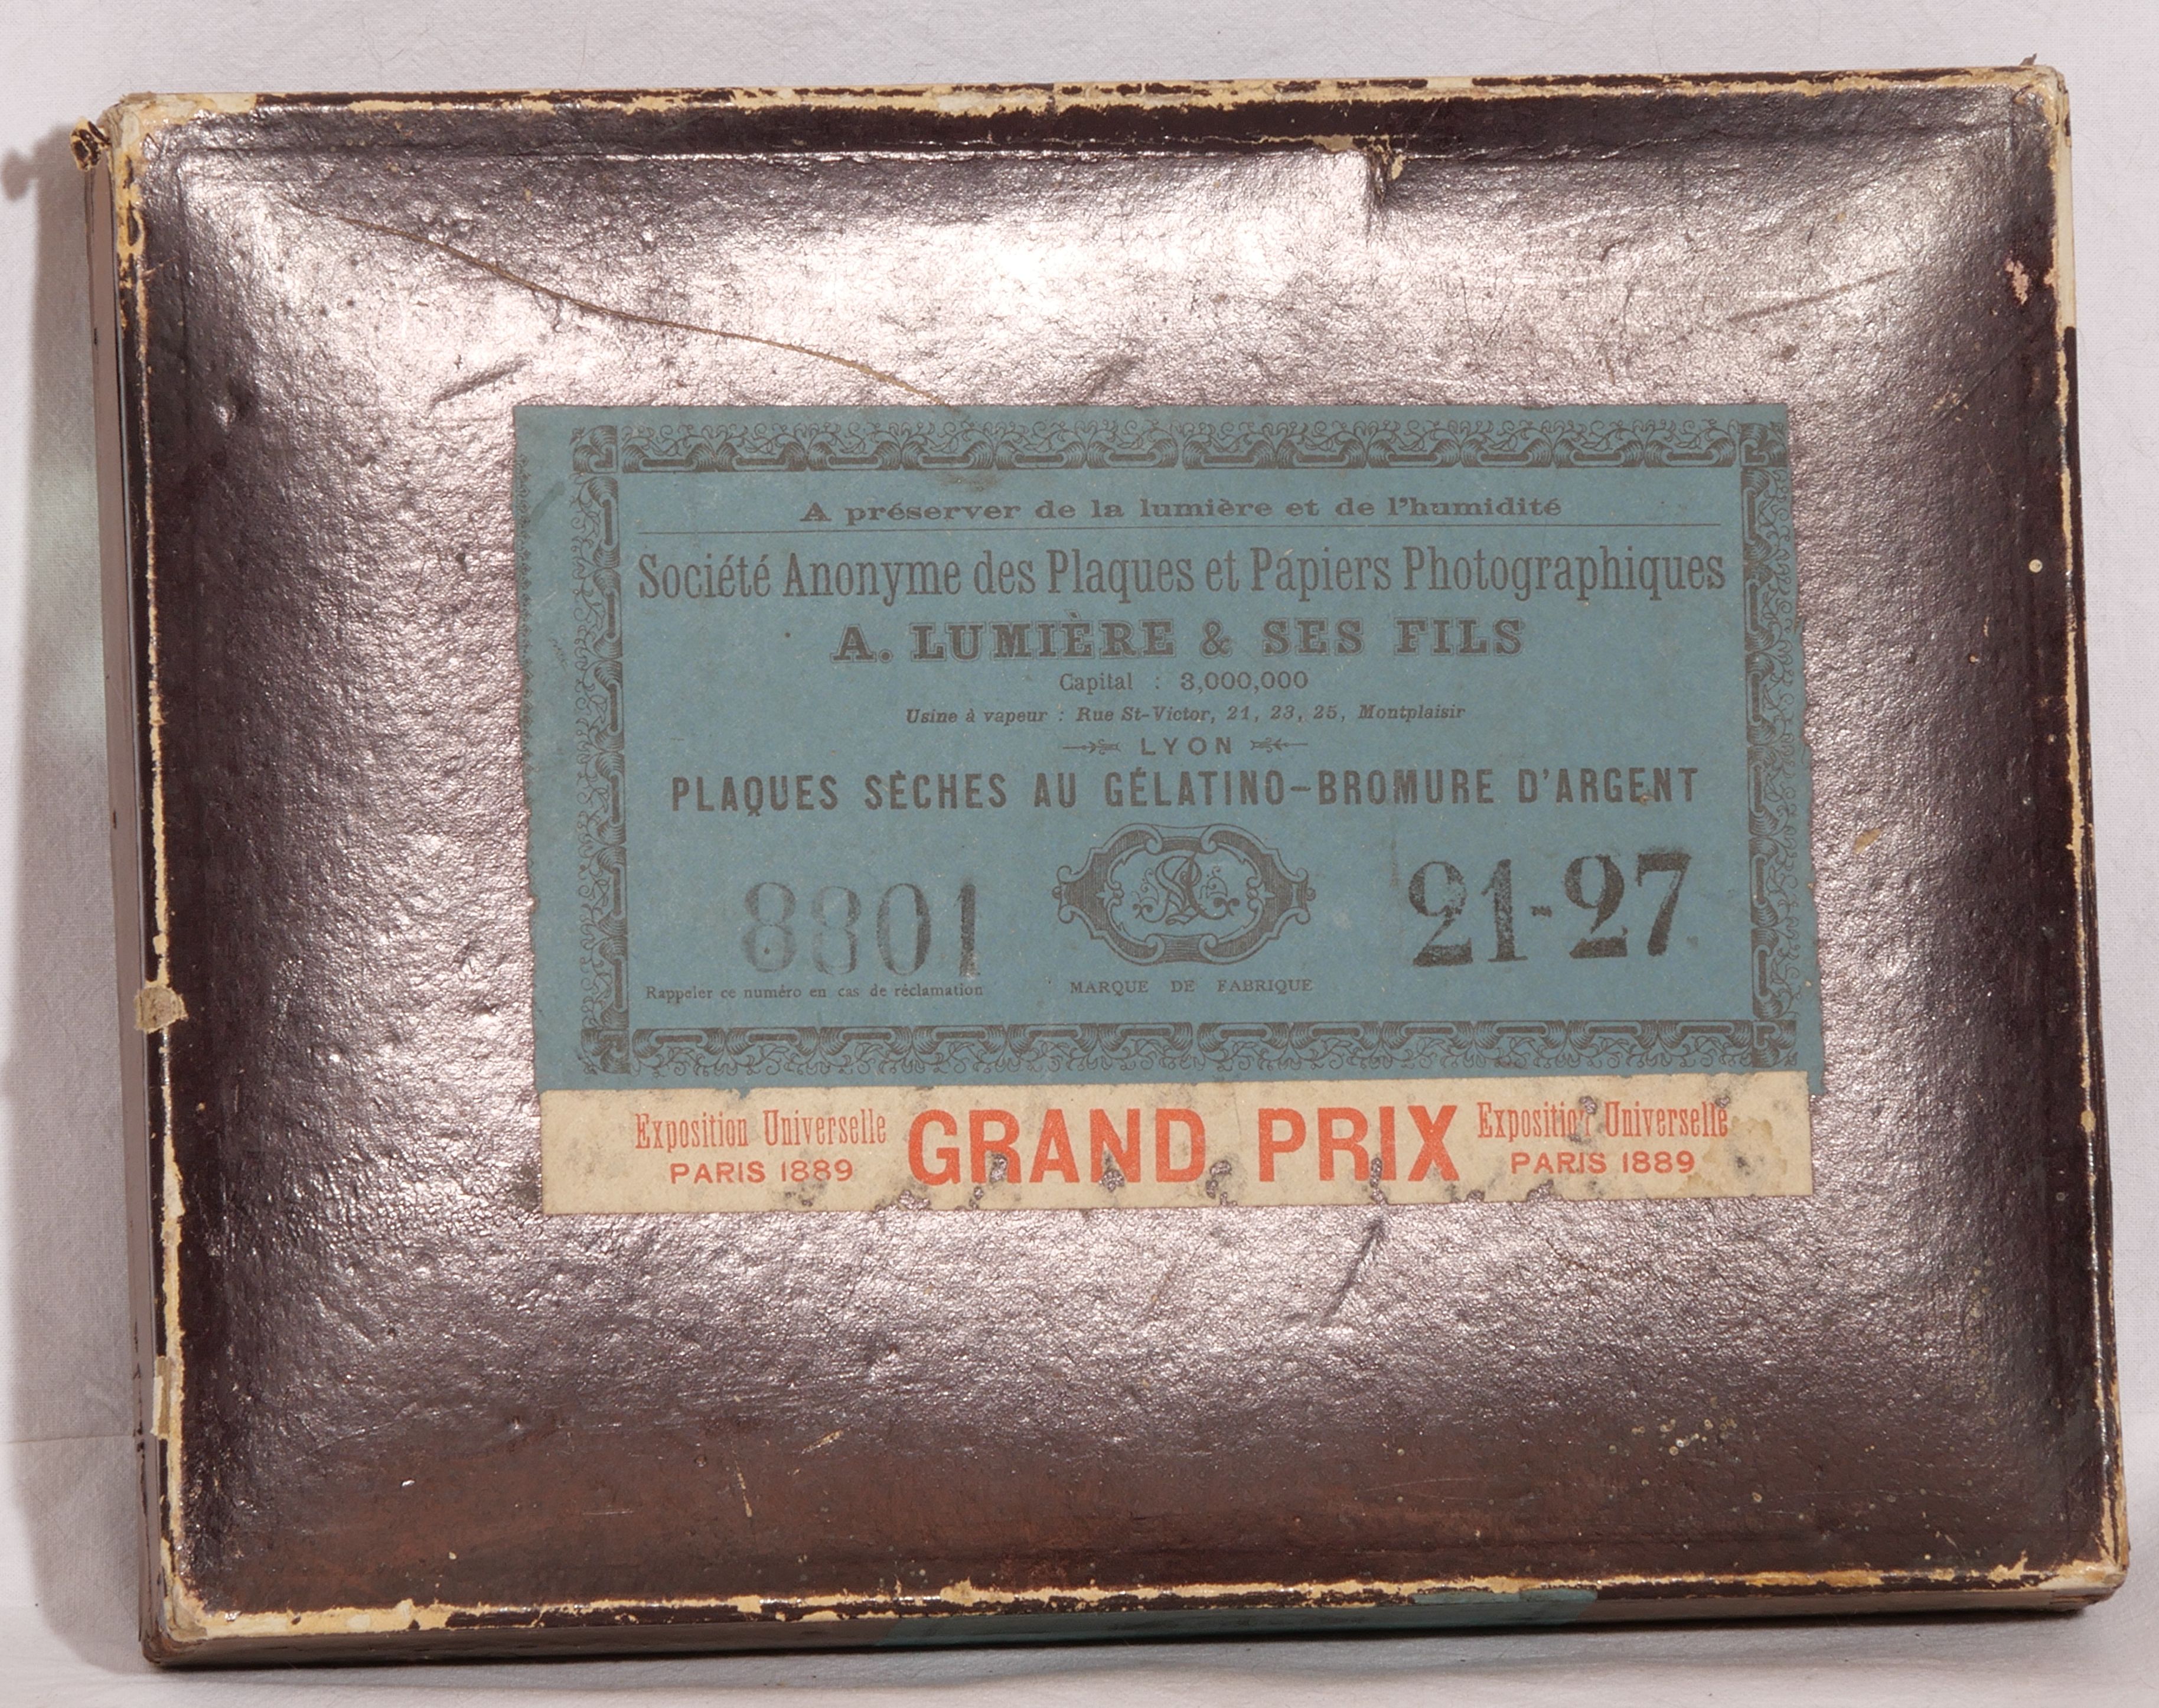 A préserver de la lumière et de l'humidité
Société Anonyme des Plaques et Papiers Photographiques
A. LUMIÈRE & SES FILS
Capital : 3,000,000
Usine à vapeur : Rue St-Victor, 21, 23, 25, Montplaisir
LYON
PLAQUES SÈCHES AU GÉLATINO-BROMURE D'ARGENT
8801 21-27
Rappeler ce numéro en cas de réclamation MARQUE DE FABRIQUE
Exposition Universelle GRAND PRIX Exposition Universelle
PARIS 1889 PARIS 1889